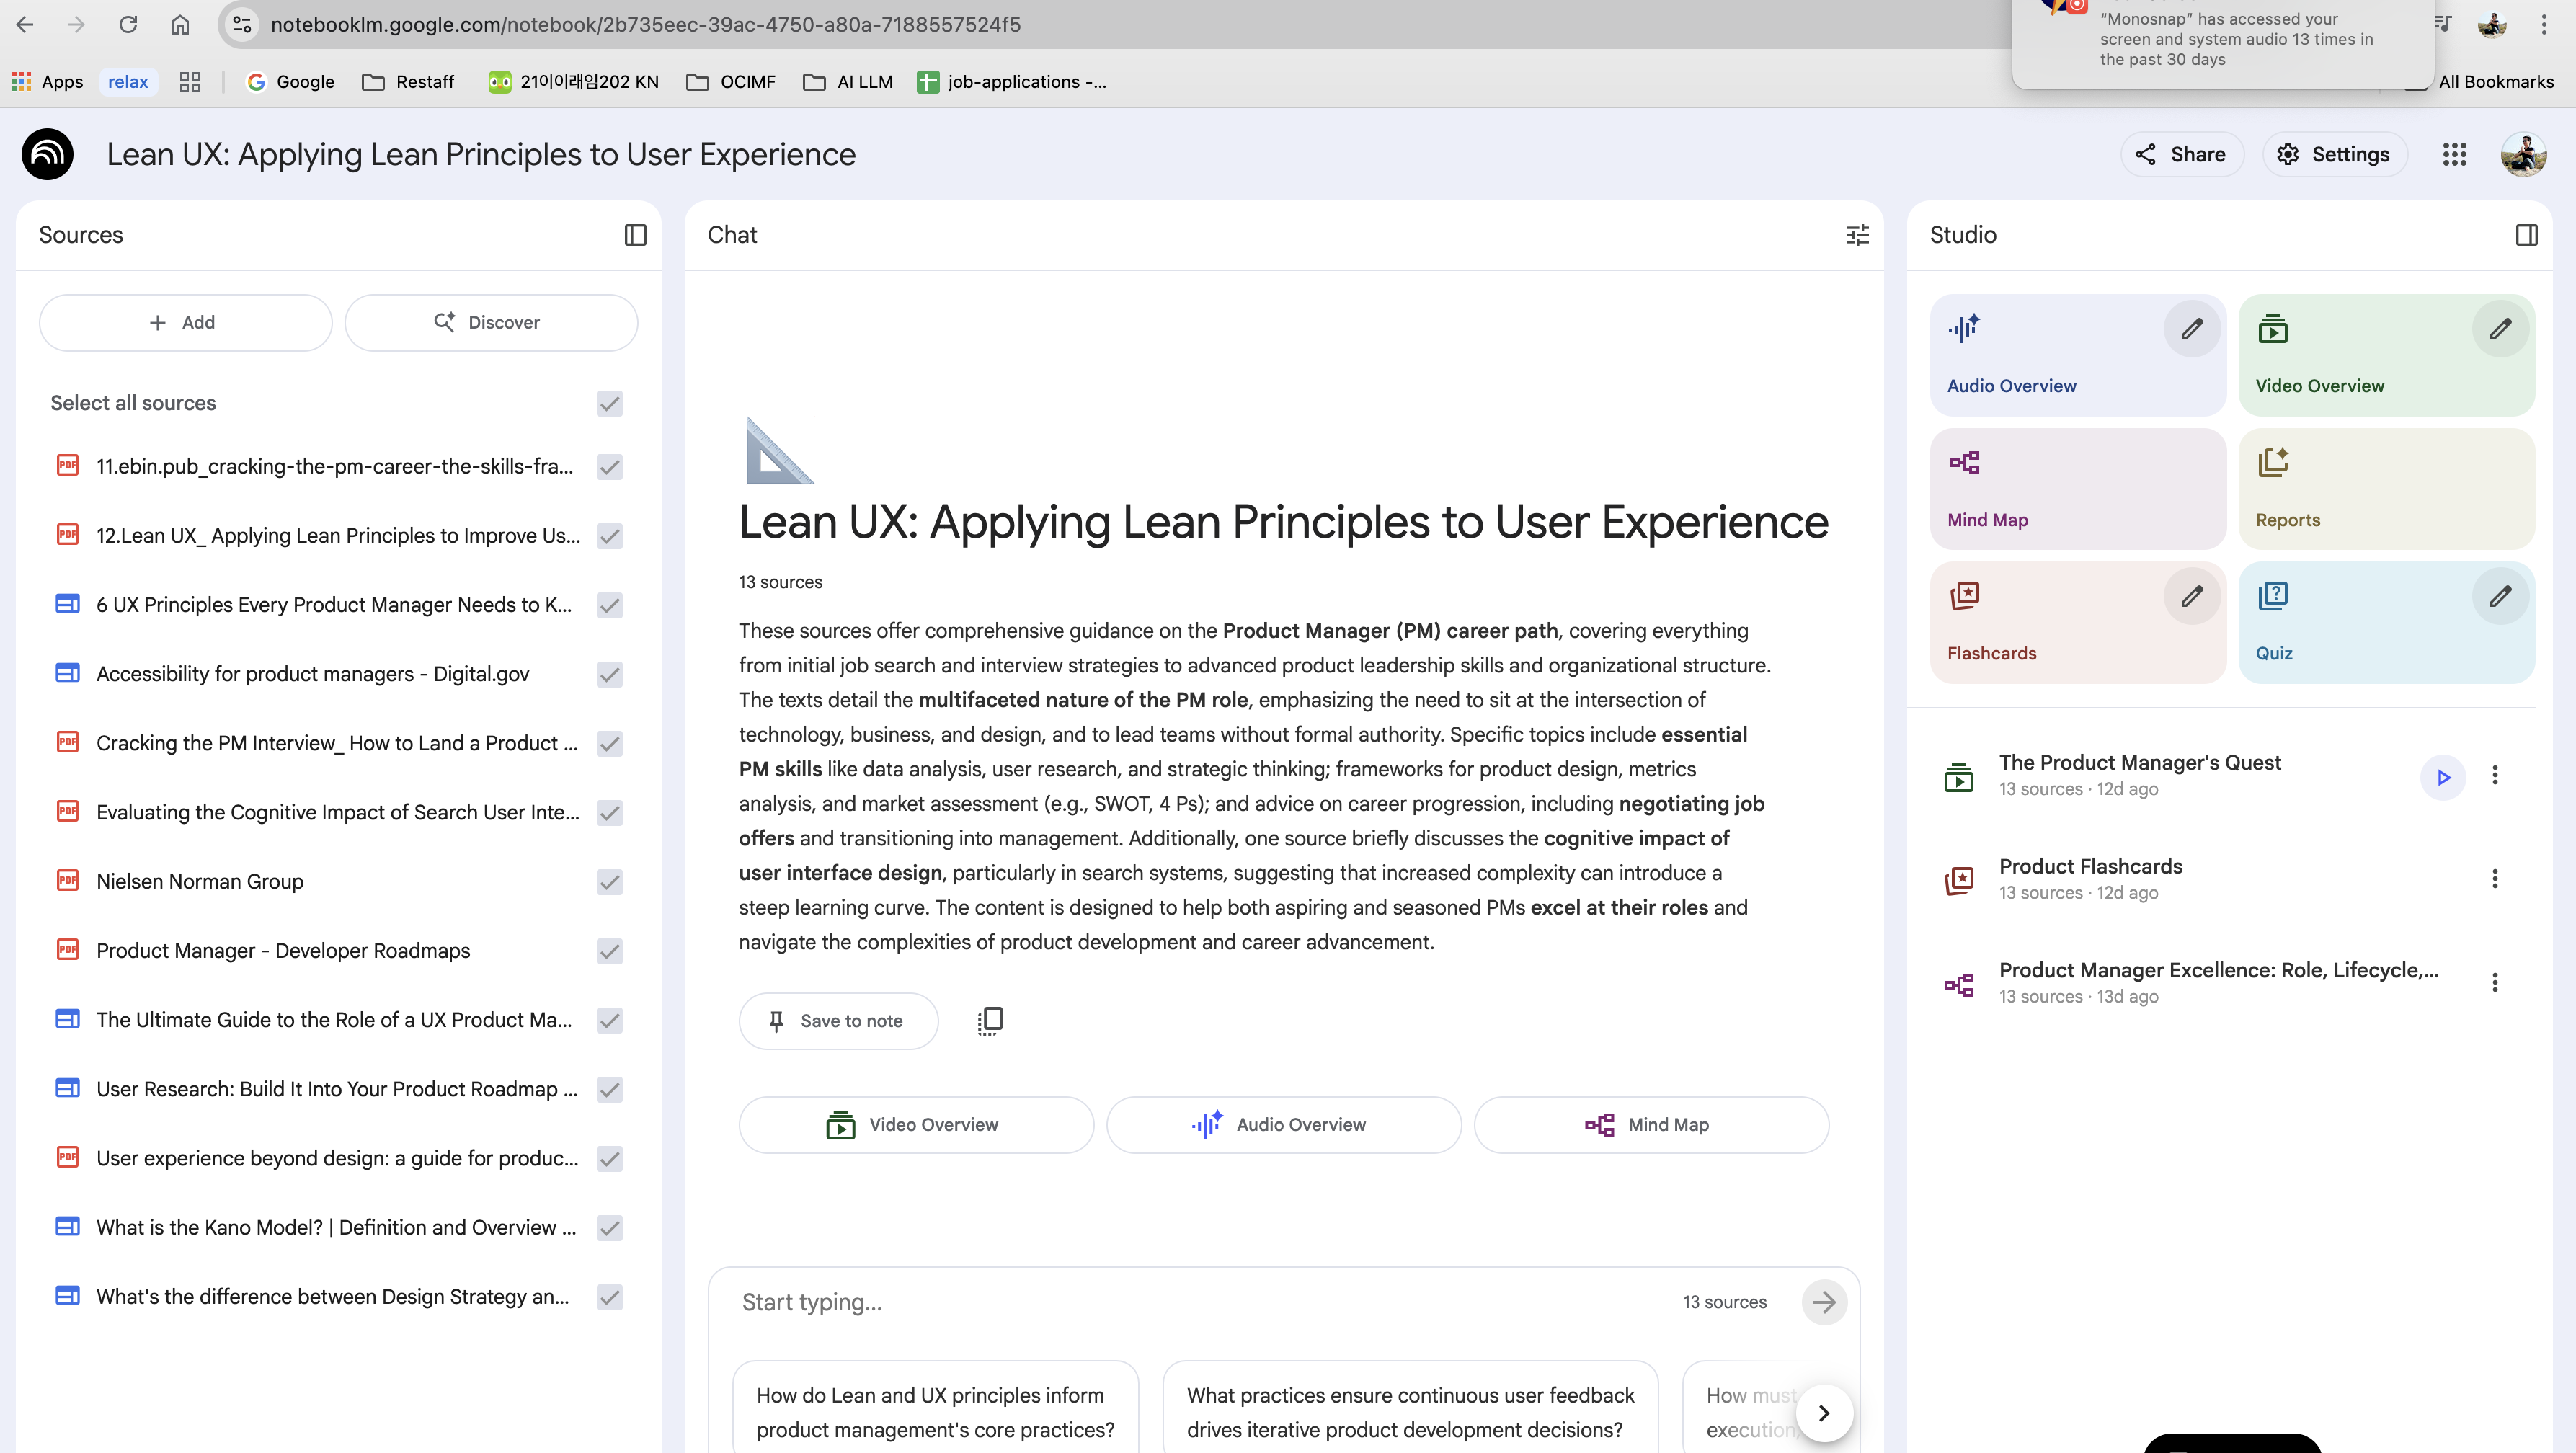 notebooklm.google.com/notebook/2b735eec-39ac-4750-a80a-7188557524f5
"Monosnap" has accessed your
screen and system audio 13 times in
the past 30 days
Apps
relax
Google
Restaff
21이이래임202 KN
OCIMF
AI LLM
job-applications -...
All Bookmarks
Lean UX: Applying Lean Principles to User Experience
Share
Settings
Sources
Add
Discover
Select all sources
11.ebin.pub_cracking-the-pm-career-the-skills-fra...
12.Lean UX_ Applying Lean Principles to Improve Us...
6 UX Principles Every Product Manager Needs to K...
Accessibility for product managers - Digital.gov
Cracking the PM Interview_ How to Land a Product ...
Evaluating the Cognitive Impact of Search User Inte...
Nielsen Norman Group
Product Manager - Developer Roadmaps
The Ultimate Guide to the Role of a UX Product Ma...
User Research: Build It Into Your Product Roadmap ...
User experience beyond design: a guide for produc...
What is the Kano Model? | Definition and Overview ...
What's the difference between Design Strategy an...
Chat
Lean UX: Applying Lean Principles to User Experience
13 sources
These sources offer comprehensive guidance on the Product Manager (PM) career path, covering everything
from initial job search and interview strategies to advanced product leadership skills and organizational structure.
The texts detail the multifaceted nature of the PM role, emphasizing the need to sit at the intersection of
technology, business, and design, and to lead teams without formal authority. Specific topics include essential
PM skills like data analysis, user research, and strategic thinking; frameworks for product design, metrics
analysis, and market assessment (e.g., SWOT, 4 Ps); and advice on career progression, including negotiating job
offers and transitioning into management. Additionally, one source briefly discusses the cognitive impact of
user interface design, particularly in search systems, suggesting that increased complexity can introduce a
steep learning curve. The content is designed to help both aspiring and seasoned PMs excel at their roles and
navigate the complexities of product development and career advancement.
Save to note
Video Overview
Audio Overview
Mind Map
Start typing...
13 sources
How do Lean and UX principles inform
product management's core practices?
What practices ensure continuous user feedback
drives iterative product development decisions?
How must
execution,
Studio
Audio Overview
Video Overview
Mind Map
Reports
Flashcards
Quiz
The Product Manager's Quest
13 sources · 12d ago
Product Flashcards
13 sources · 12d ago
Product Manager Excellence: Role, Lifecycle,...
13 sources · 13d ago